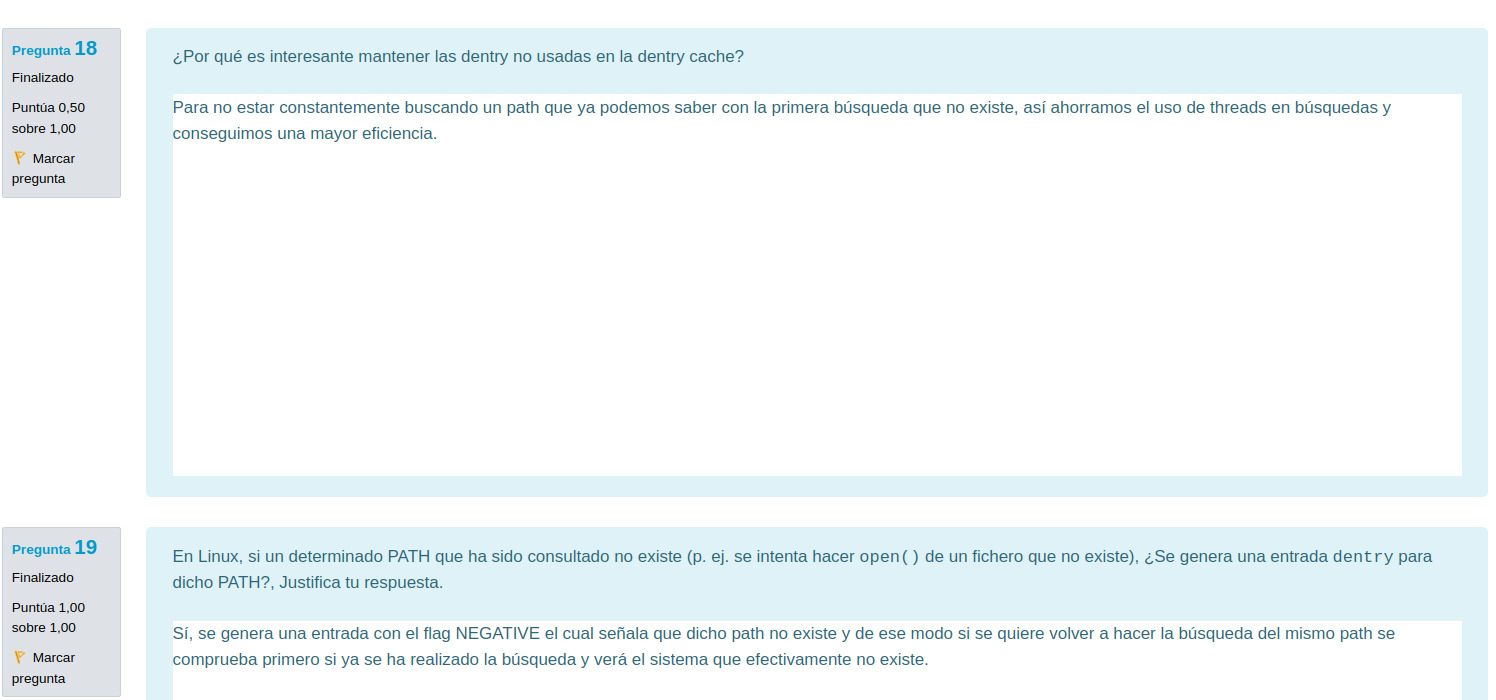 Pregunta 18
Finalizado
Puntúa 0,50
sobre 1,00
Marcar
pregunta
¿Por qué es interesante mantener las dentry no usadas en la dentry cache?
Para no estar constantemente buscando un path que ya podemos saber con la primera búsqueda que no existe, así ahorramos el uso de threads en búsquedas y
conseguimos una mayor eficiencia.
Pregunta 19
Finalizado
Puntúa 1,00
sobre 1,00
Marcar
pregunta
En Linux, si un determinado PATH que ha sido consultado no existe (p. ej. se intenta hacer open() de un fichero que no existe), ¿Se genera una entrada dentry para
dicho PATH?, Justifica tu respuesta.
Sí, se genera una entrada con el flag NEGATIVE el cual señala que dicho path no existe y de ese modo si se quiere volver a hacer la búsqueda del mismo path se
comprueba primero si ya se ha realizado la búsqueda y verá el sistema que efectivamente no existe.